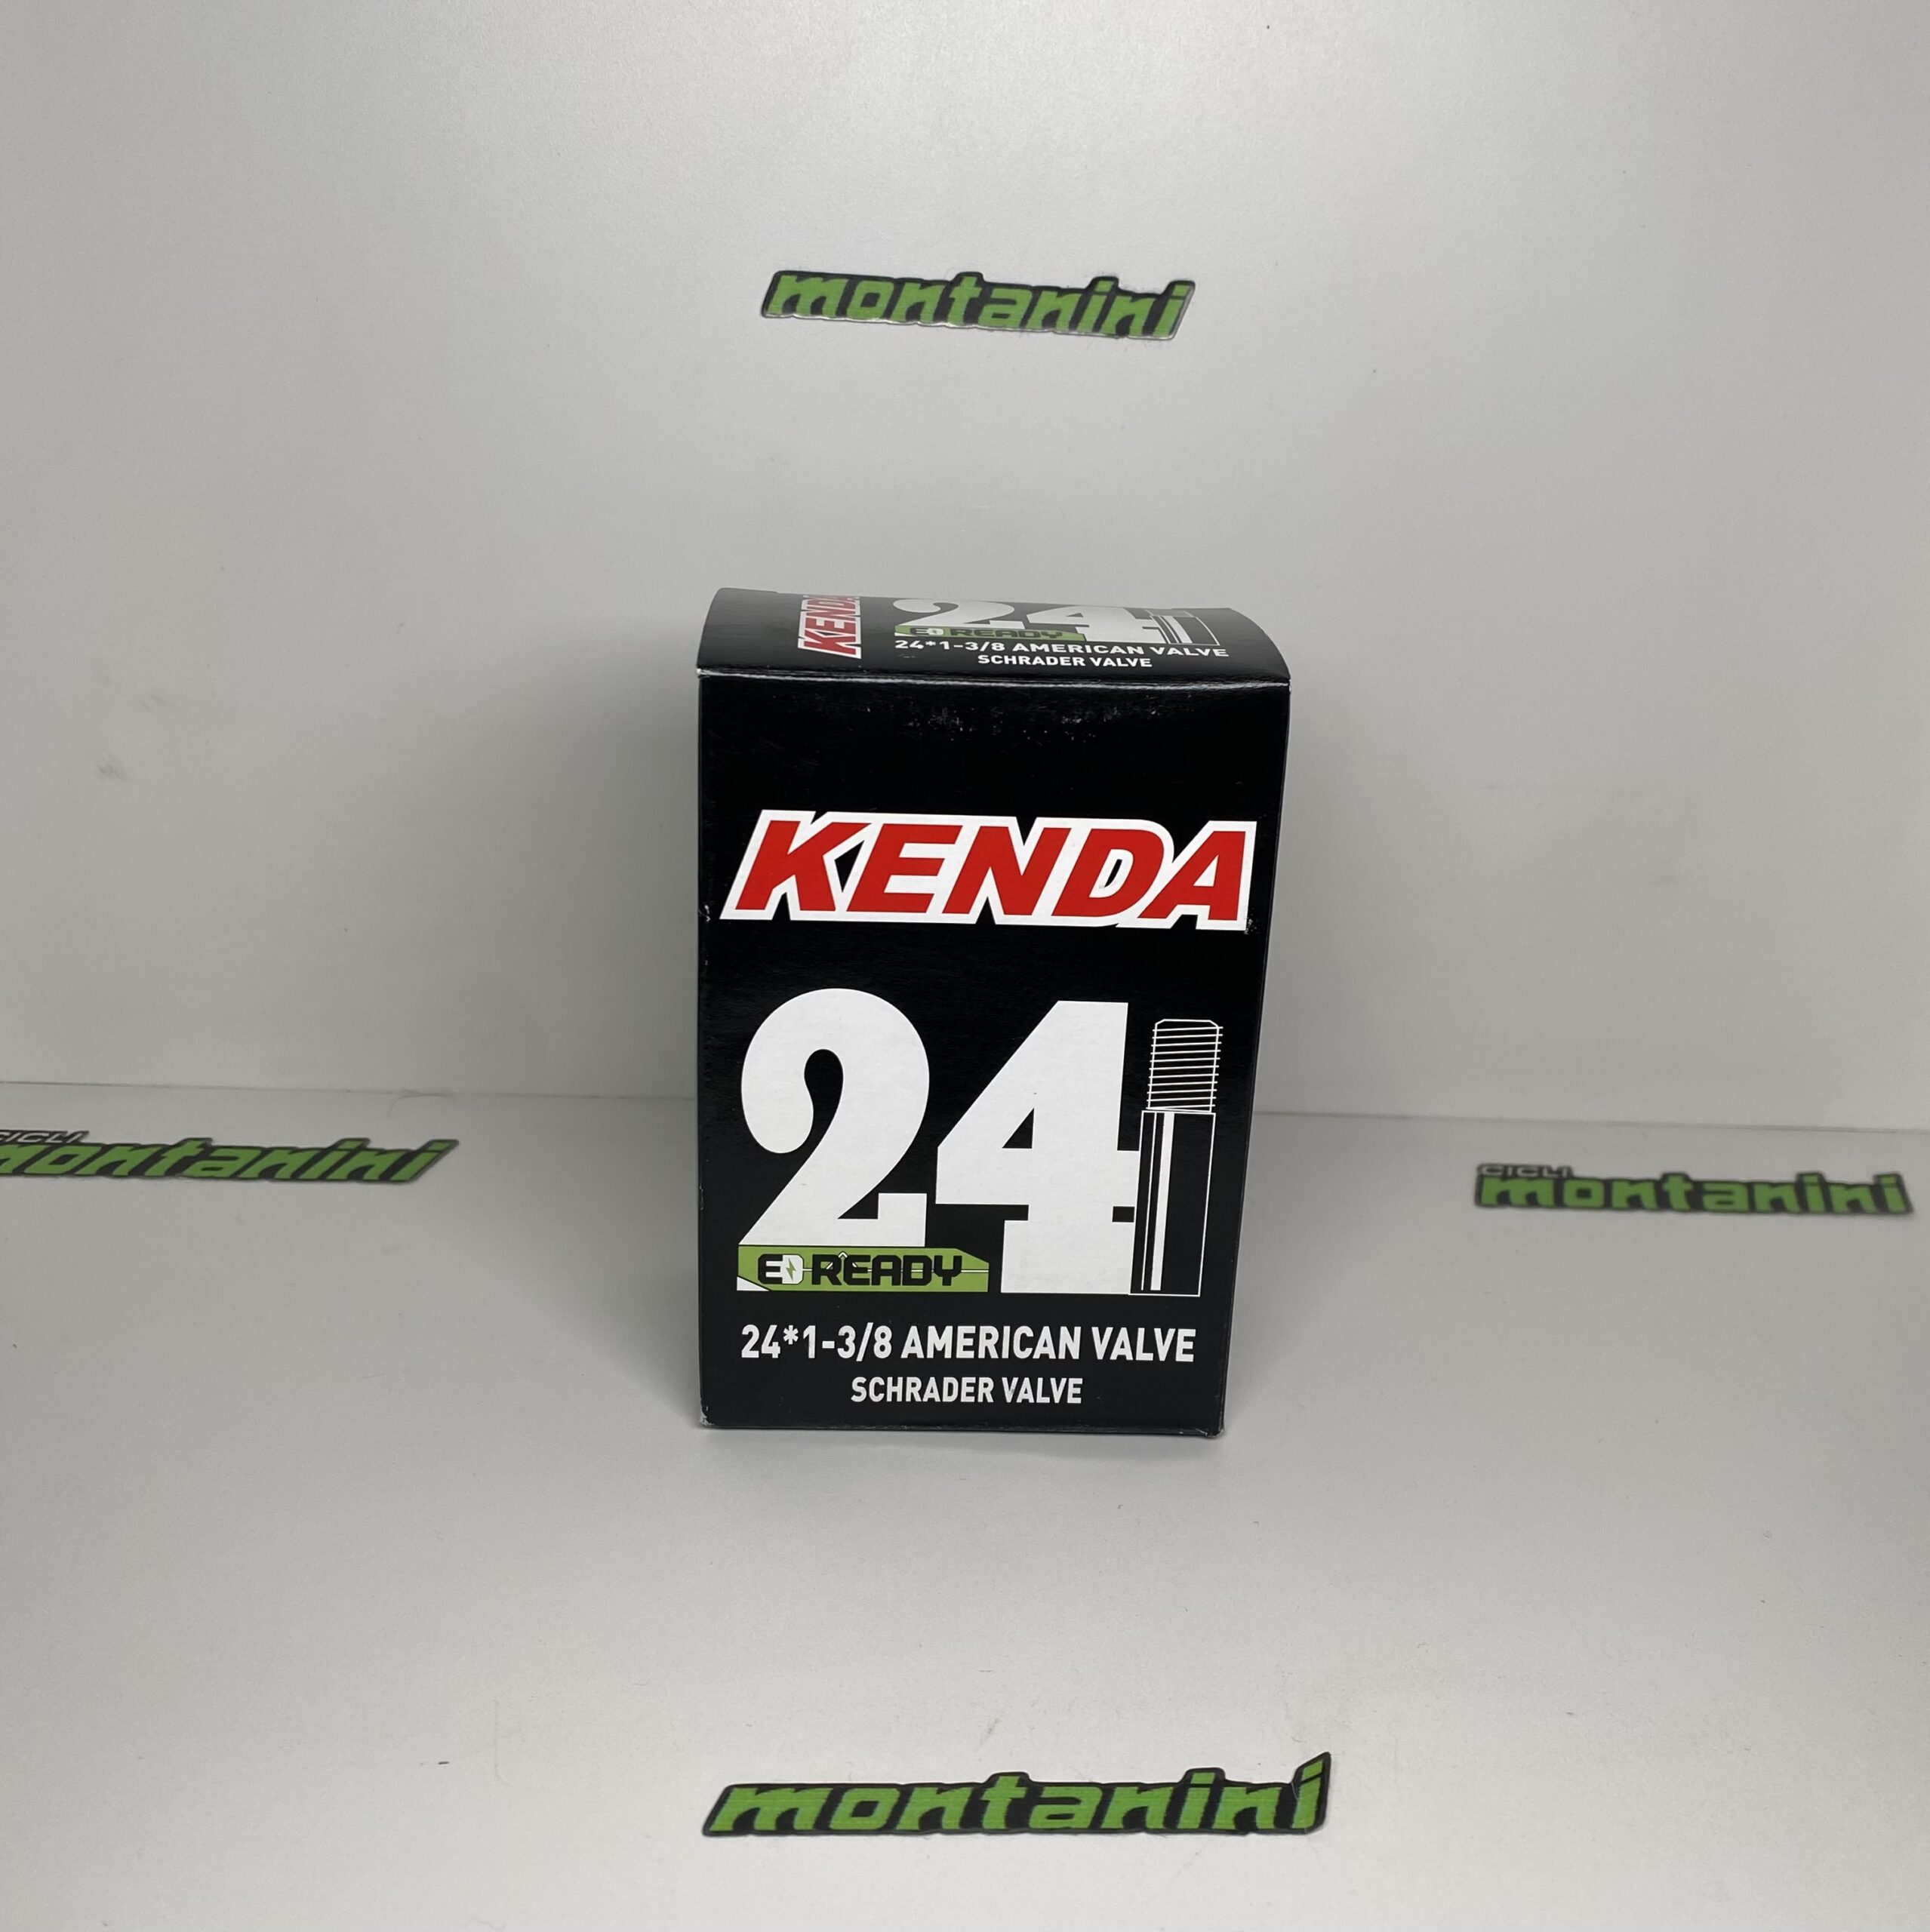 montanini
KENDA
24
E READY
24*1-3/8 AMERICAN VALVE
SCHRADER VALVE
KENDA
24
CICLI
montanini
CICLI
montanini
E READY
24*1-3/8 AMERICAN VALVE
SCHRADER VALVE
montanini